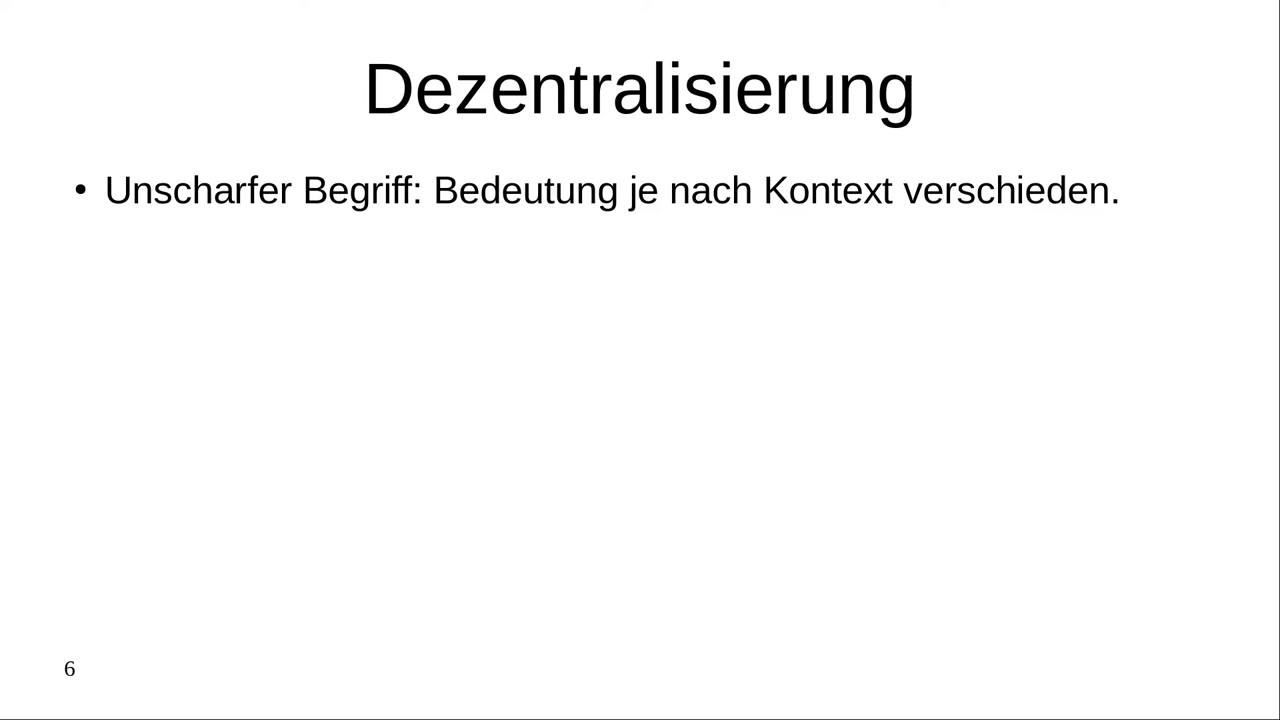 Dezentralisierung
• Unscharfer Begriff: Bedeutung je nach Kontext verschieden.
6